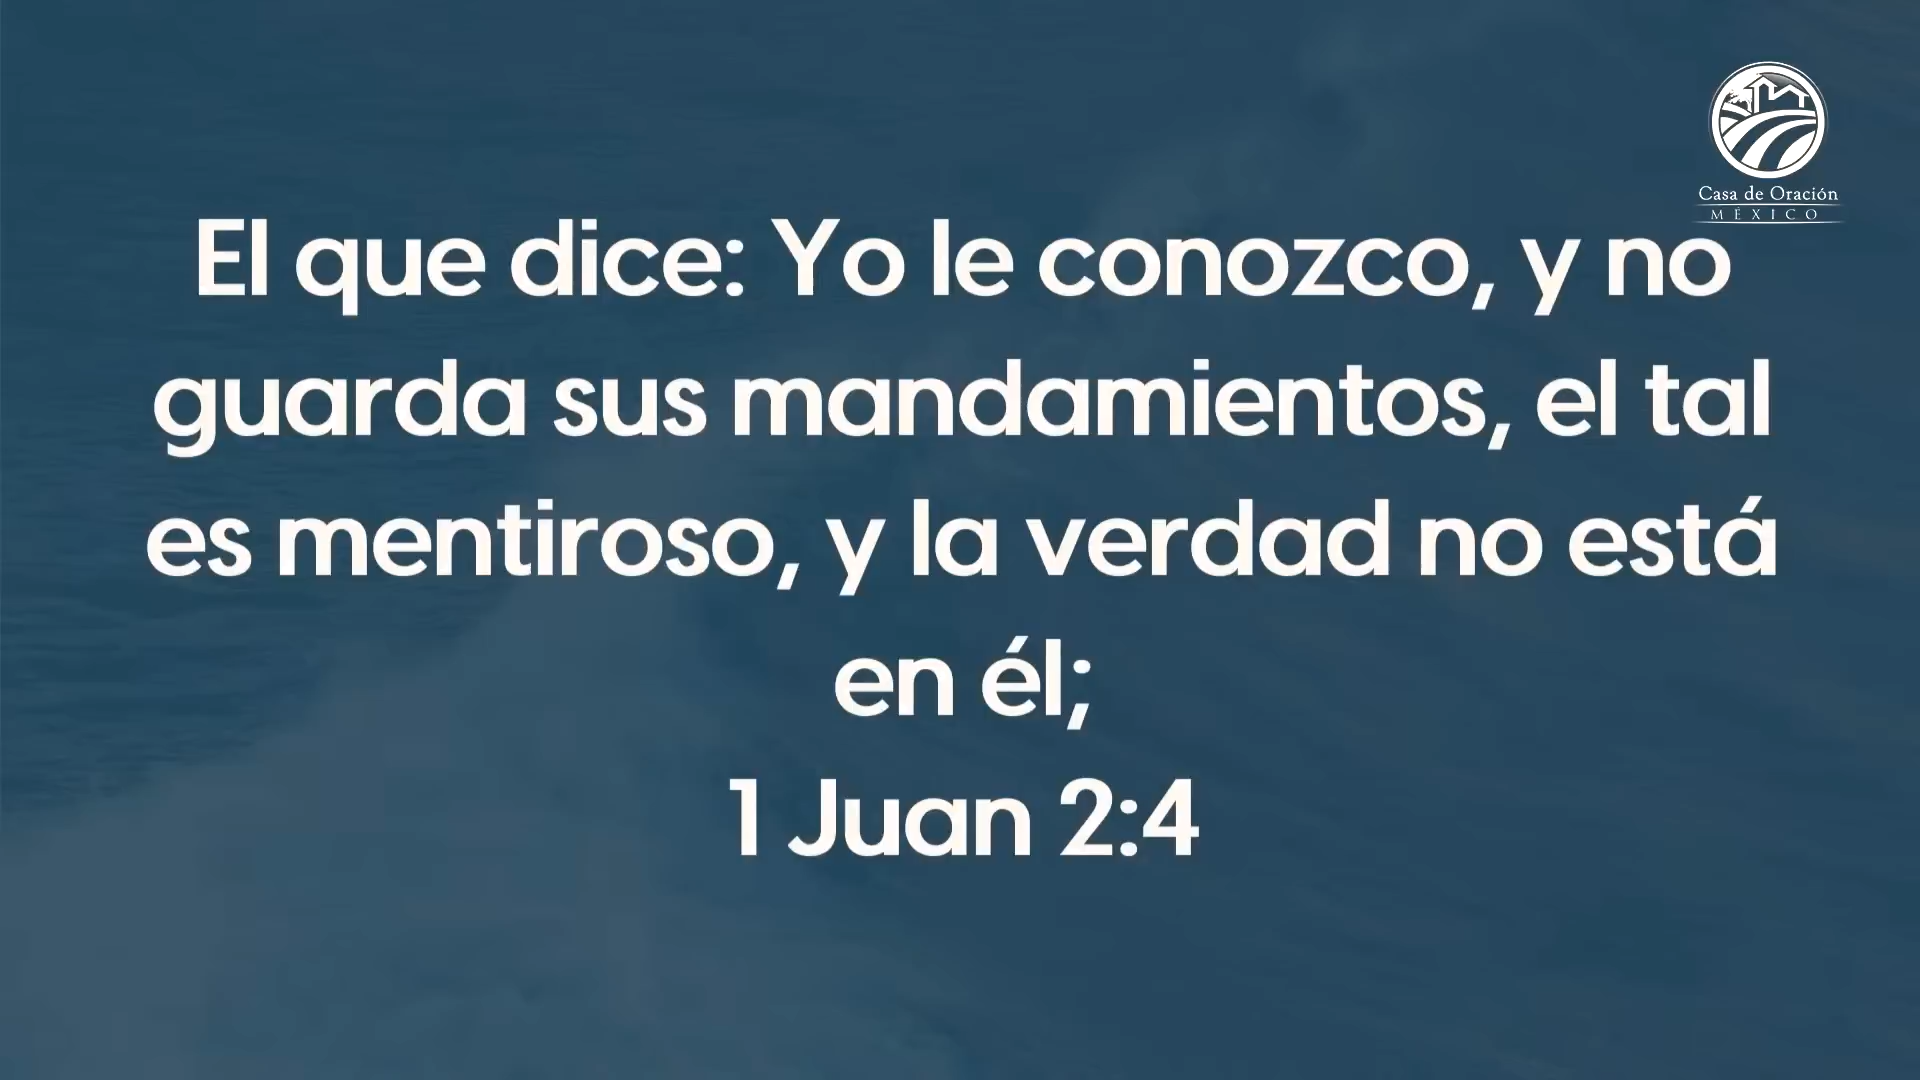 Casa de Oración
MÉXICO
El que dice: Yo le conozco, y no
guarda sus mandamientos, el tal
es mentiroso, y la verdad no está
en él;
1 Juan 2:4